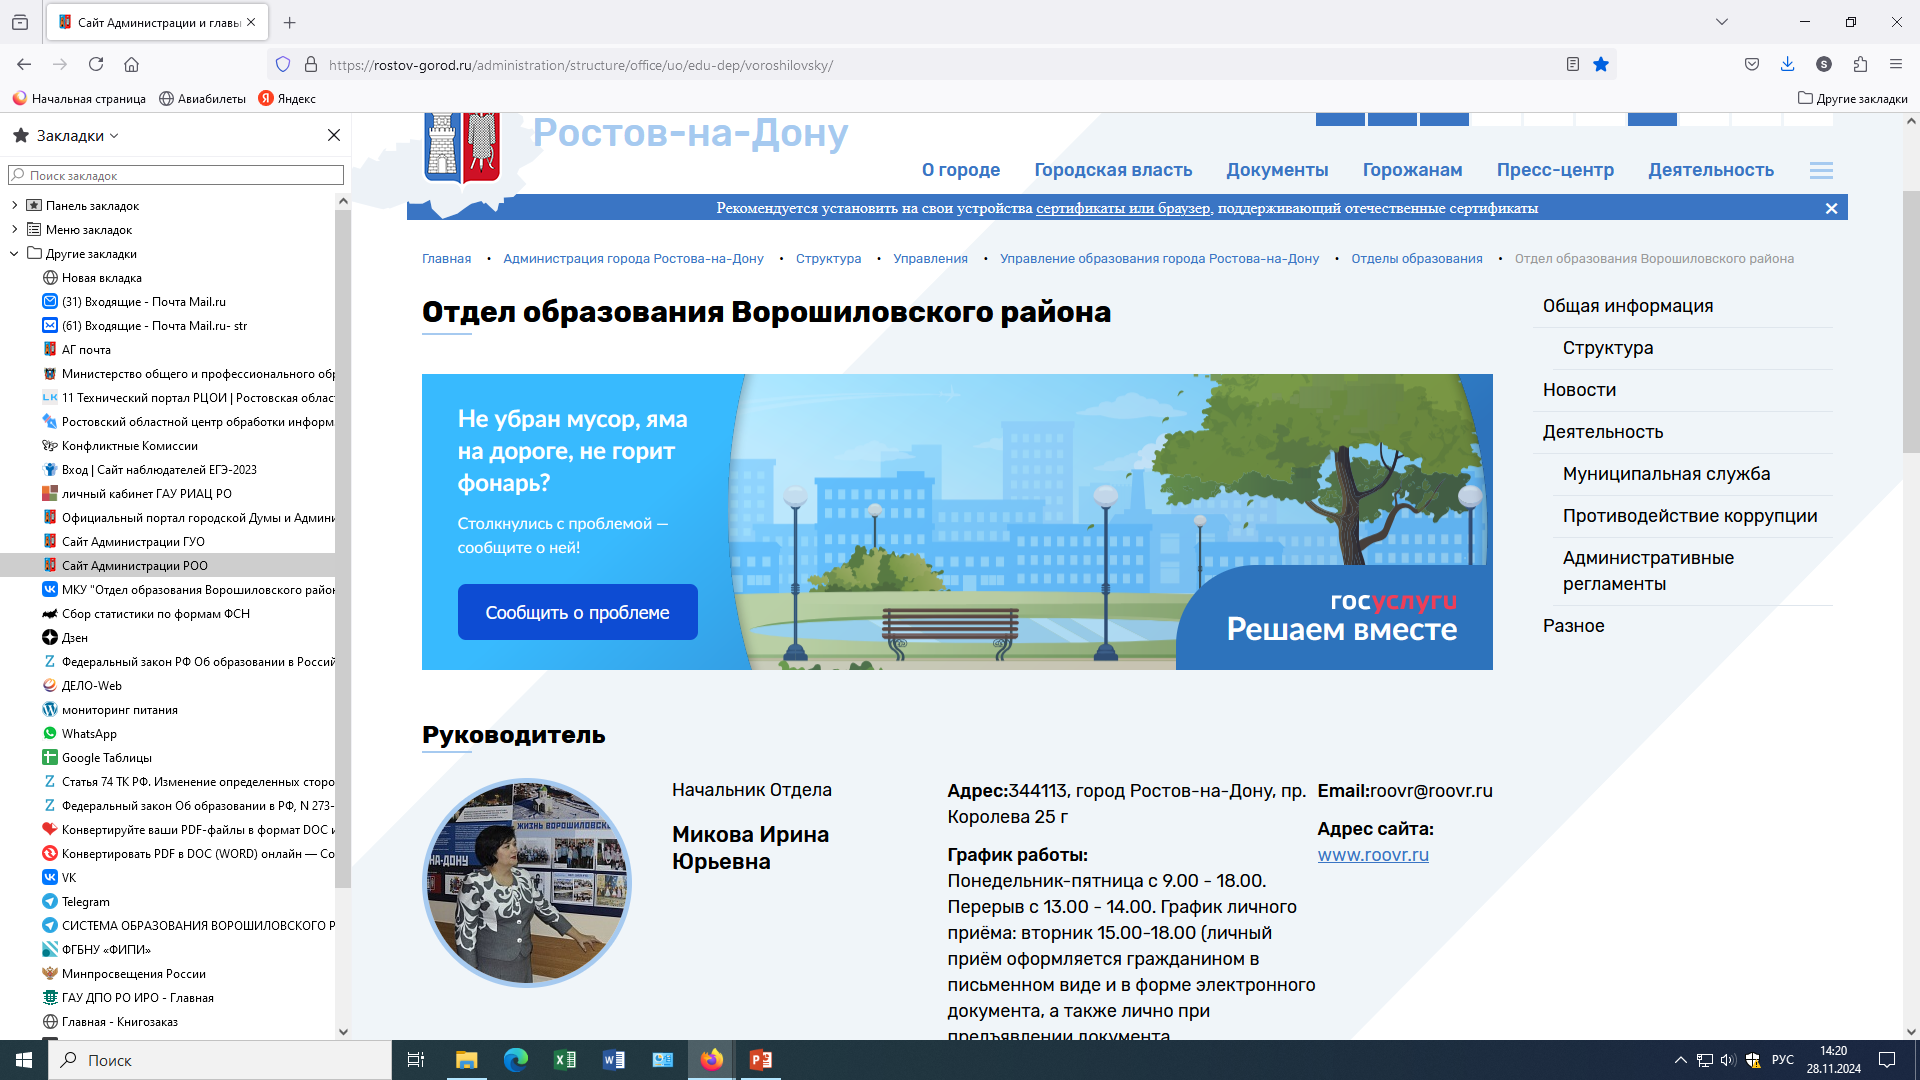 Сайт Администрации и главы
https://rostov-gorod.ru/administration/structure/office/uo/edu-dep/voroshilovsky/
S
Начальная страница
Авиабилеты
Яндекс
Другие закладки
Закладки
Поиск закладок
Панель закладок
Меню закладок
Другие закладки
Новая вкладка
(31) Входящие - Почта Mail.ru
(61) Входящие - Почта Mail.ru- str
АГ почта
Министерство общего и профессионального обр
11 Технический портал РЦОИ | Ростовская област
Ростовский областной центр обработки информ
Конфликтные Комиссии
Вход | Сайт наблюдателей ЕГЭ-2023
личный кабинет ГАУ РИАЦ РО
Официальный портал городской Думы и Админи
Сайт Администрации ГУО
Сайт Администрации РОО
МКУ "Отдел образования Ворошиловского район
Сбор статистики по формам ФСН
Дзен
Федеральный закон РФ Об образовании в Россий
ДЕЛО-Web
мониторинг питания
WhatsApp
Google Таблицы
Статья 74 ТК РФ. Изменение определенных сторо
Федеральный закон Об образовании в РФ, N 273-
Конвертируйте ваши PDF-файлы в формат DOC и
Конвертировать PDF в DOC (WORD) онлайн — Co
VK
Telegram
СИСТЕМА ОБРАЗОВАНИЯ ВОРОШИЛОВСКОГО Р
ФГБНУ «ФИПИ»
Минпросвещения России
ГАУ ДПО РО ИРО - Главная
Главная - Книгозаказ
Ростов-на-Дону
О городе
Городская власть
Документы
Горожанам
Пресс-центр
Деятельность
Рекомендуется установить на свои устройства сертификаты или браузер, поддерживающий отечественные сертификаты
Главная • Администрация города Ростова-на-Дону • Структура • Управления • Управление образования города Ростова-на-Дону • Отделы образования • Отдел образования Ворошиловского района
Отдел образования Ворошиловского района
Не убран мусор, яма
на дороге, не горит
фонарь?
Столкнулись с проблемой —
сообщите о ней!
Сообщить о проблеме
госуслуги
Решаем вместе
Общая информация
Структура
Новости
Деятельность
Муниципальная служба
Противодействие коррупции
Административные
регламенты
Разное
Руководитель
ЖИЗНЬ ВОРОШИЛОВСК
НА-ДОНУ
Начальник Отдела
Микова Ирина
Юрьевна
Адрес:344113, город Ростов-на-Дону, пр.
Королева 25 г
График работы:
Понедельник-пятница с 9.00 - 18.00.
Перерыв с 13.00 - 14.00. График личного
приёма: вторник 15.00-18.00 (личный
приём оформляется гражданином в
письменном виде и в форме электронного
документа, а также лично при
предъявлении документа
Email:roovr@roovr.ru
Адрес сайта:
www.roovr.ru
Поиск
РУС
14:20
28.11.2024